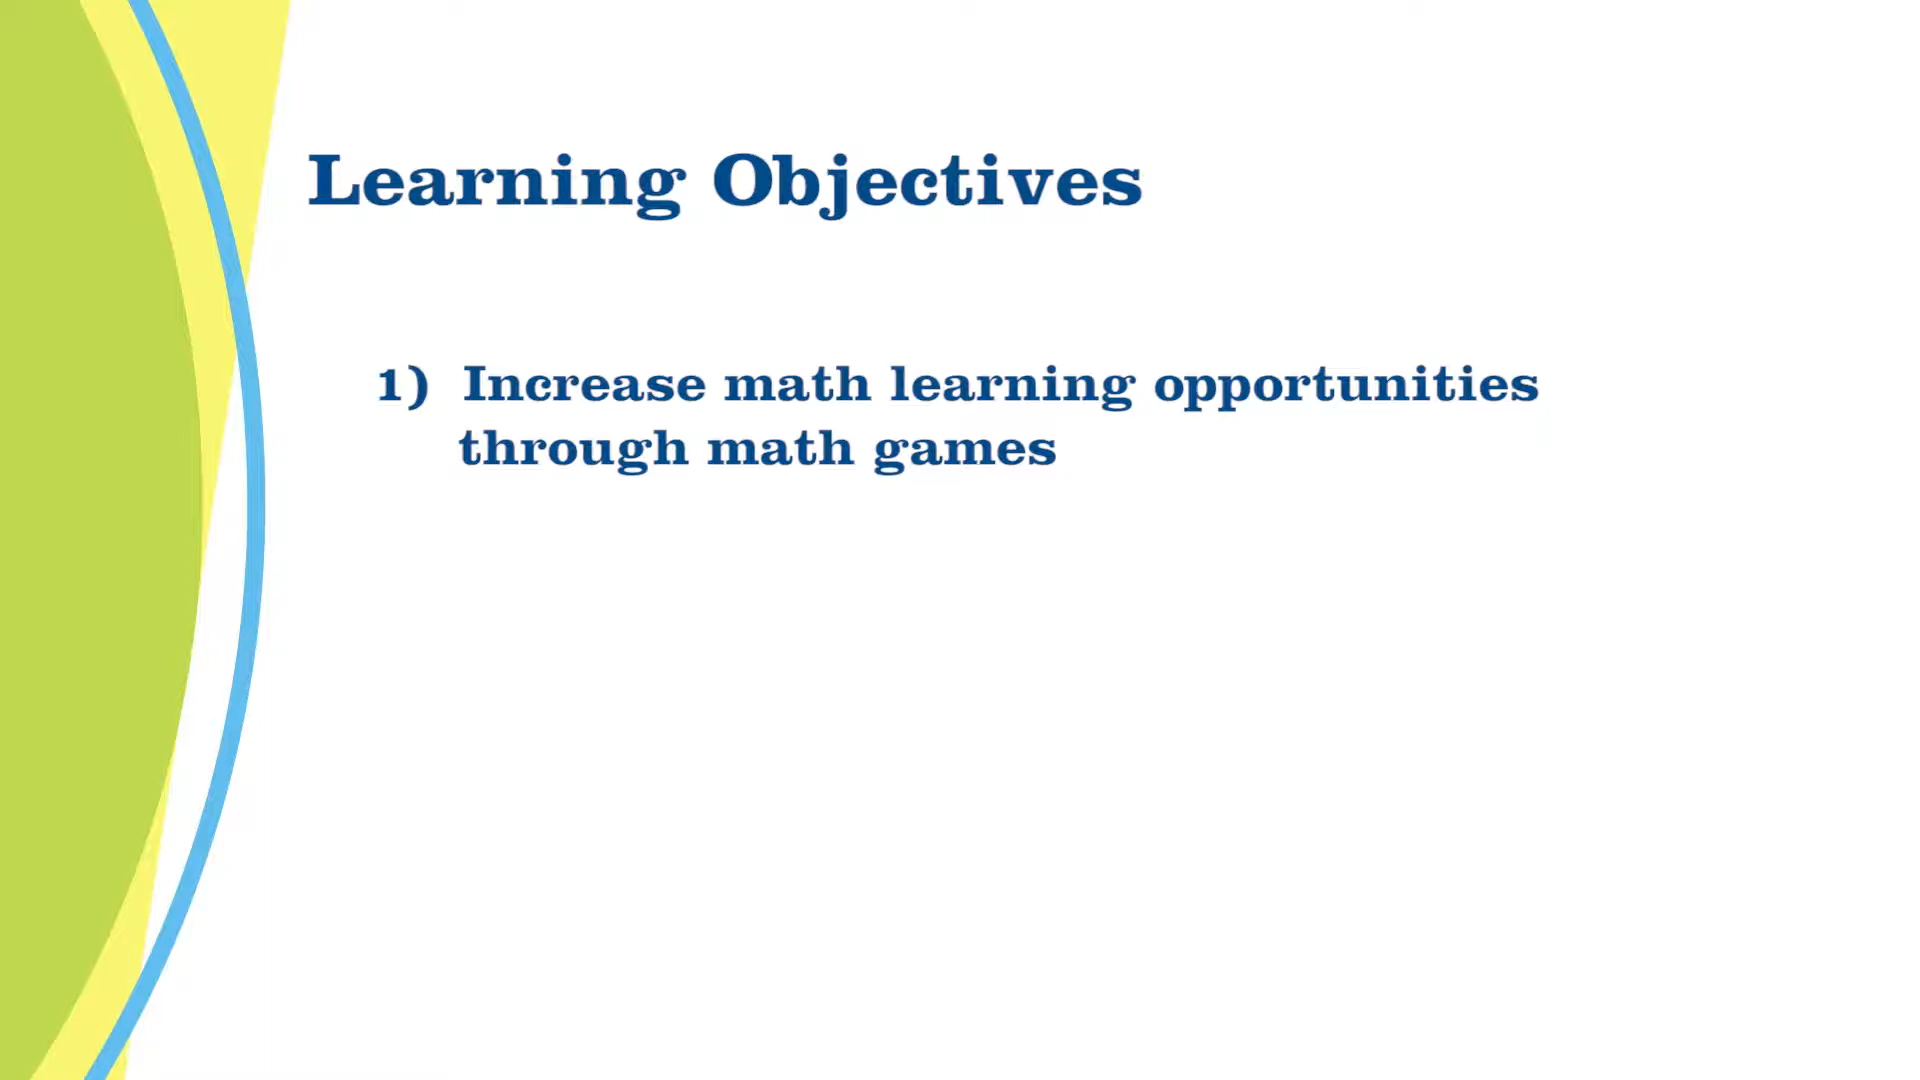 Learning Objectives
1) Increase math learning opportunities
through math games